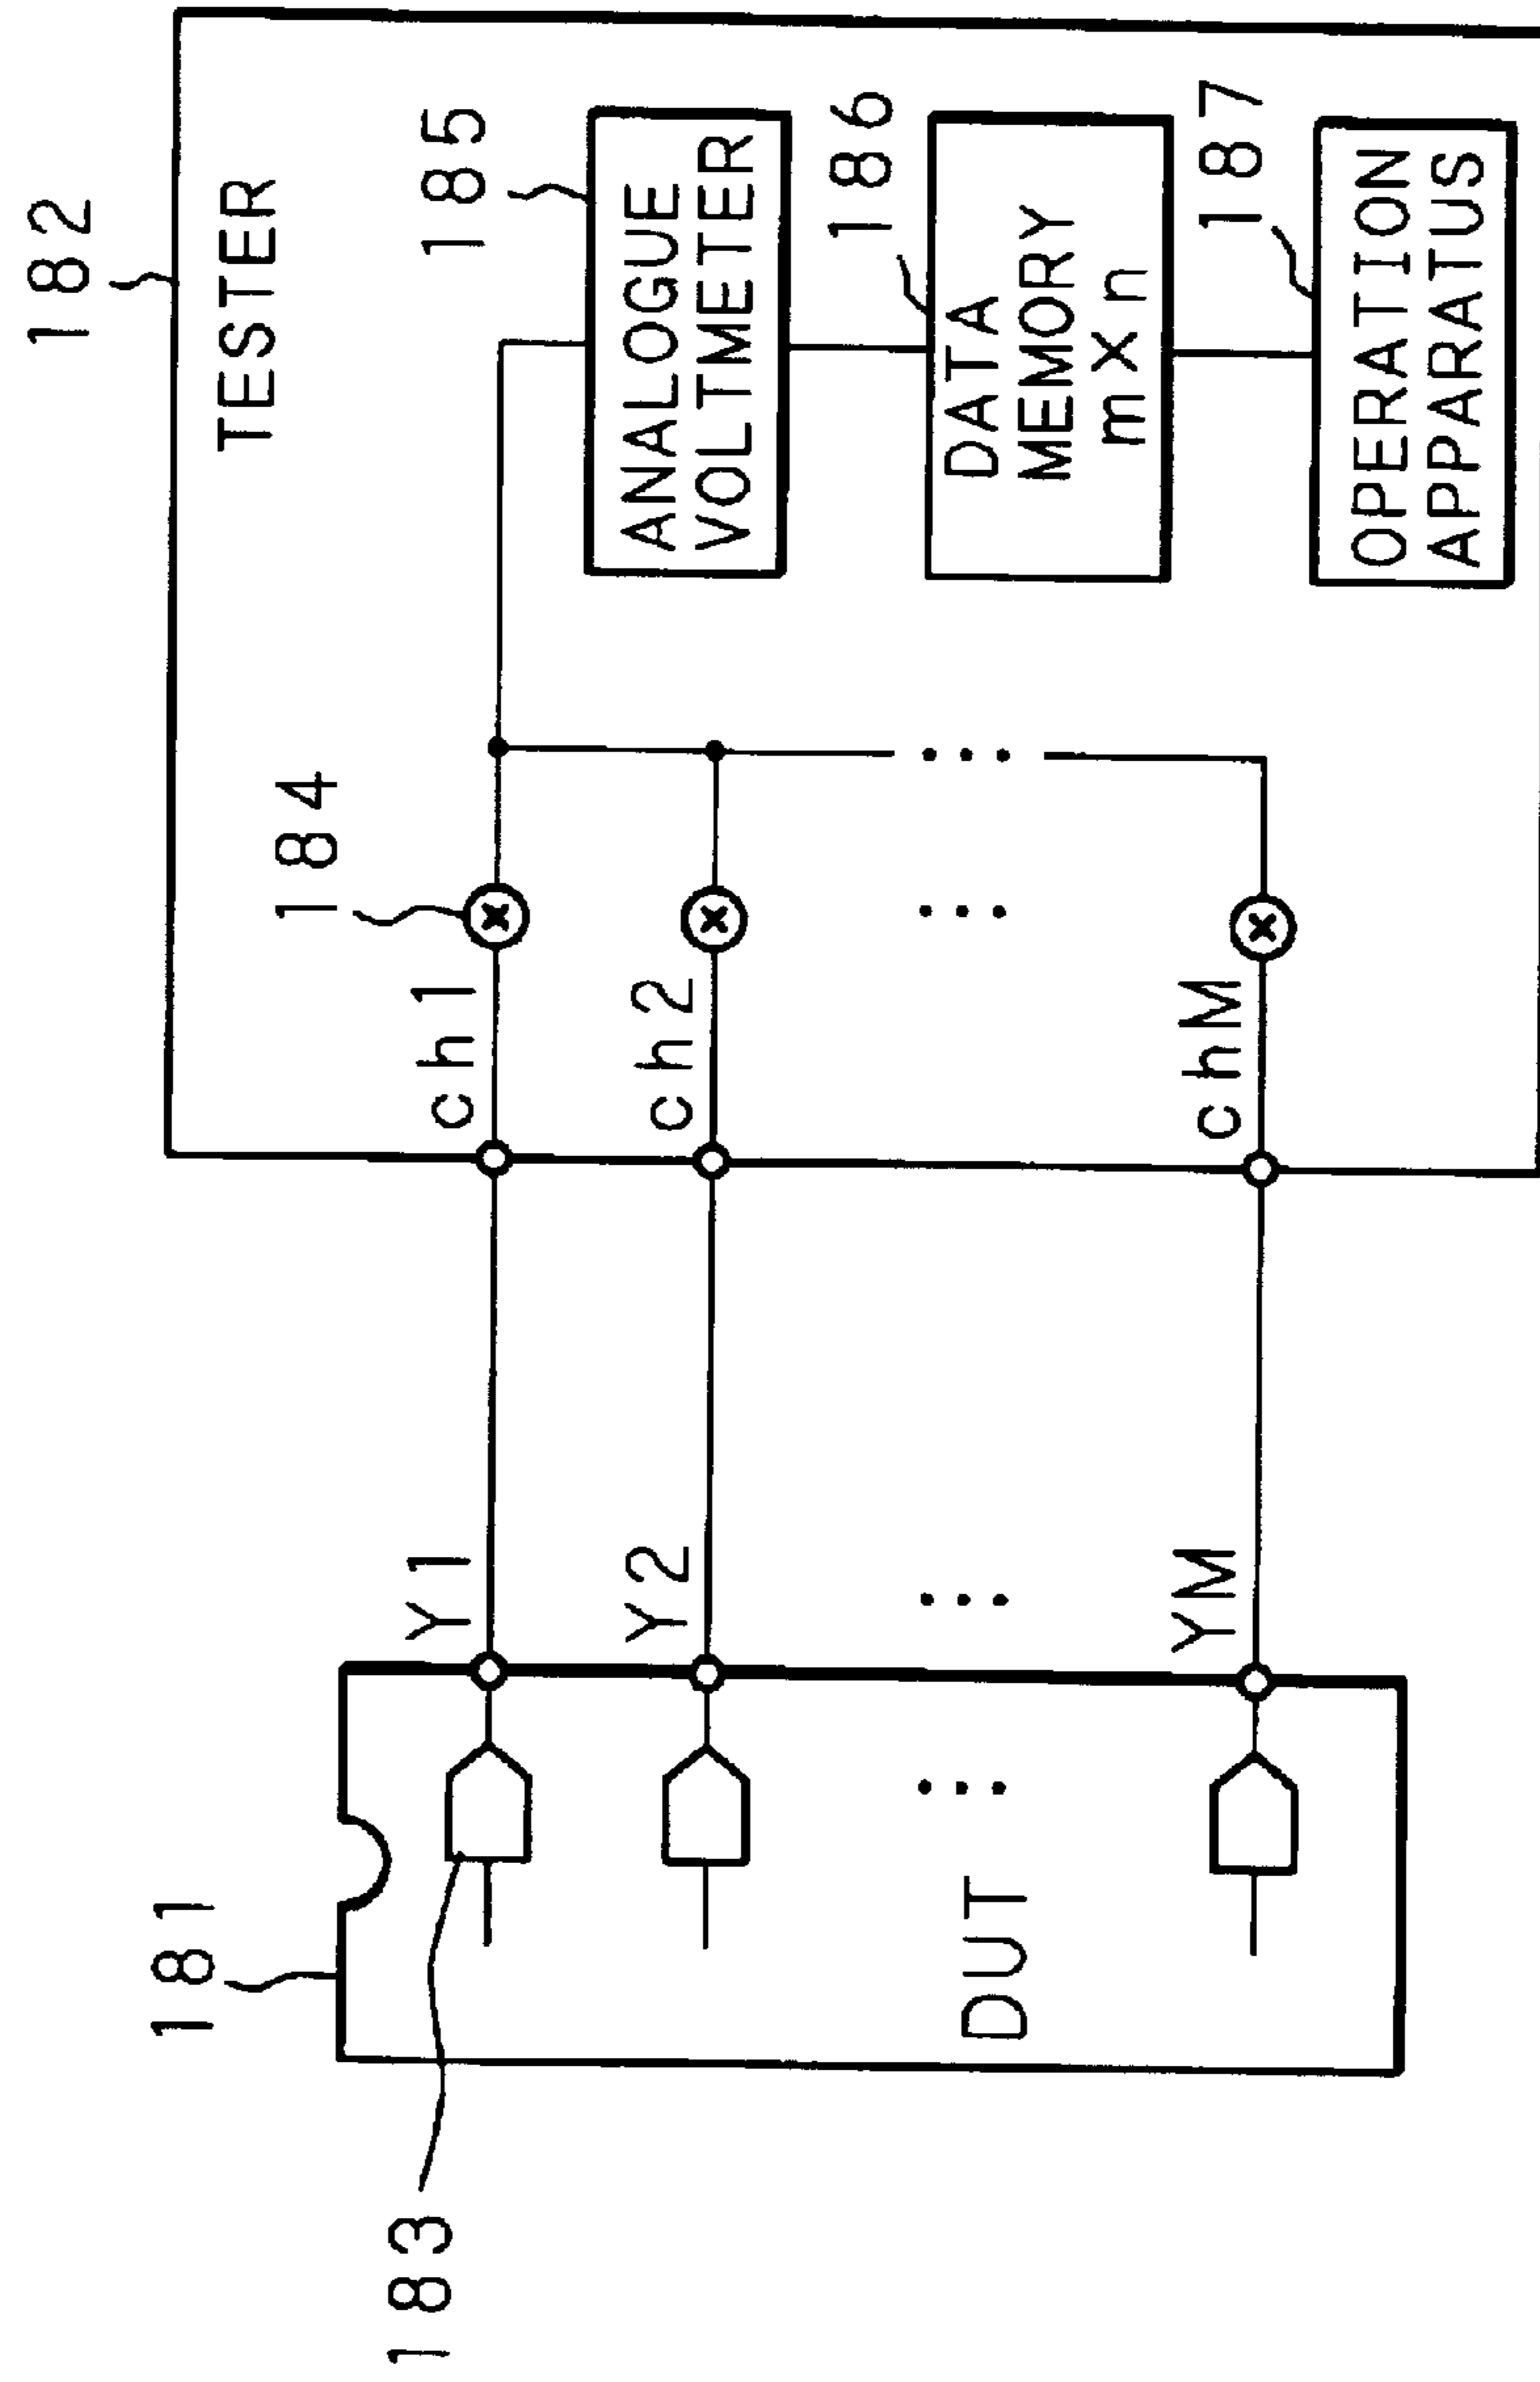 182
TESTER
184
185
ANALOGUE
VOLTMETER
186
DATA
MEMORY
m×n
187
OPERATION
APPARATUS
ch1
ch2
chM
181
183
Y1
Y2
YM
DUT